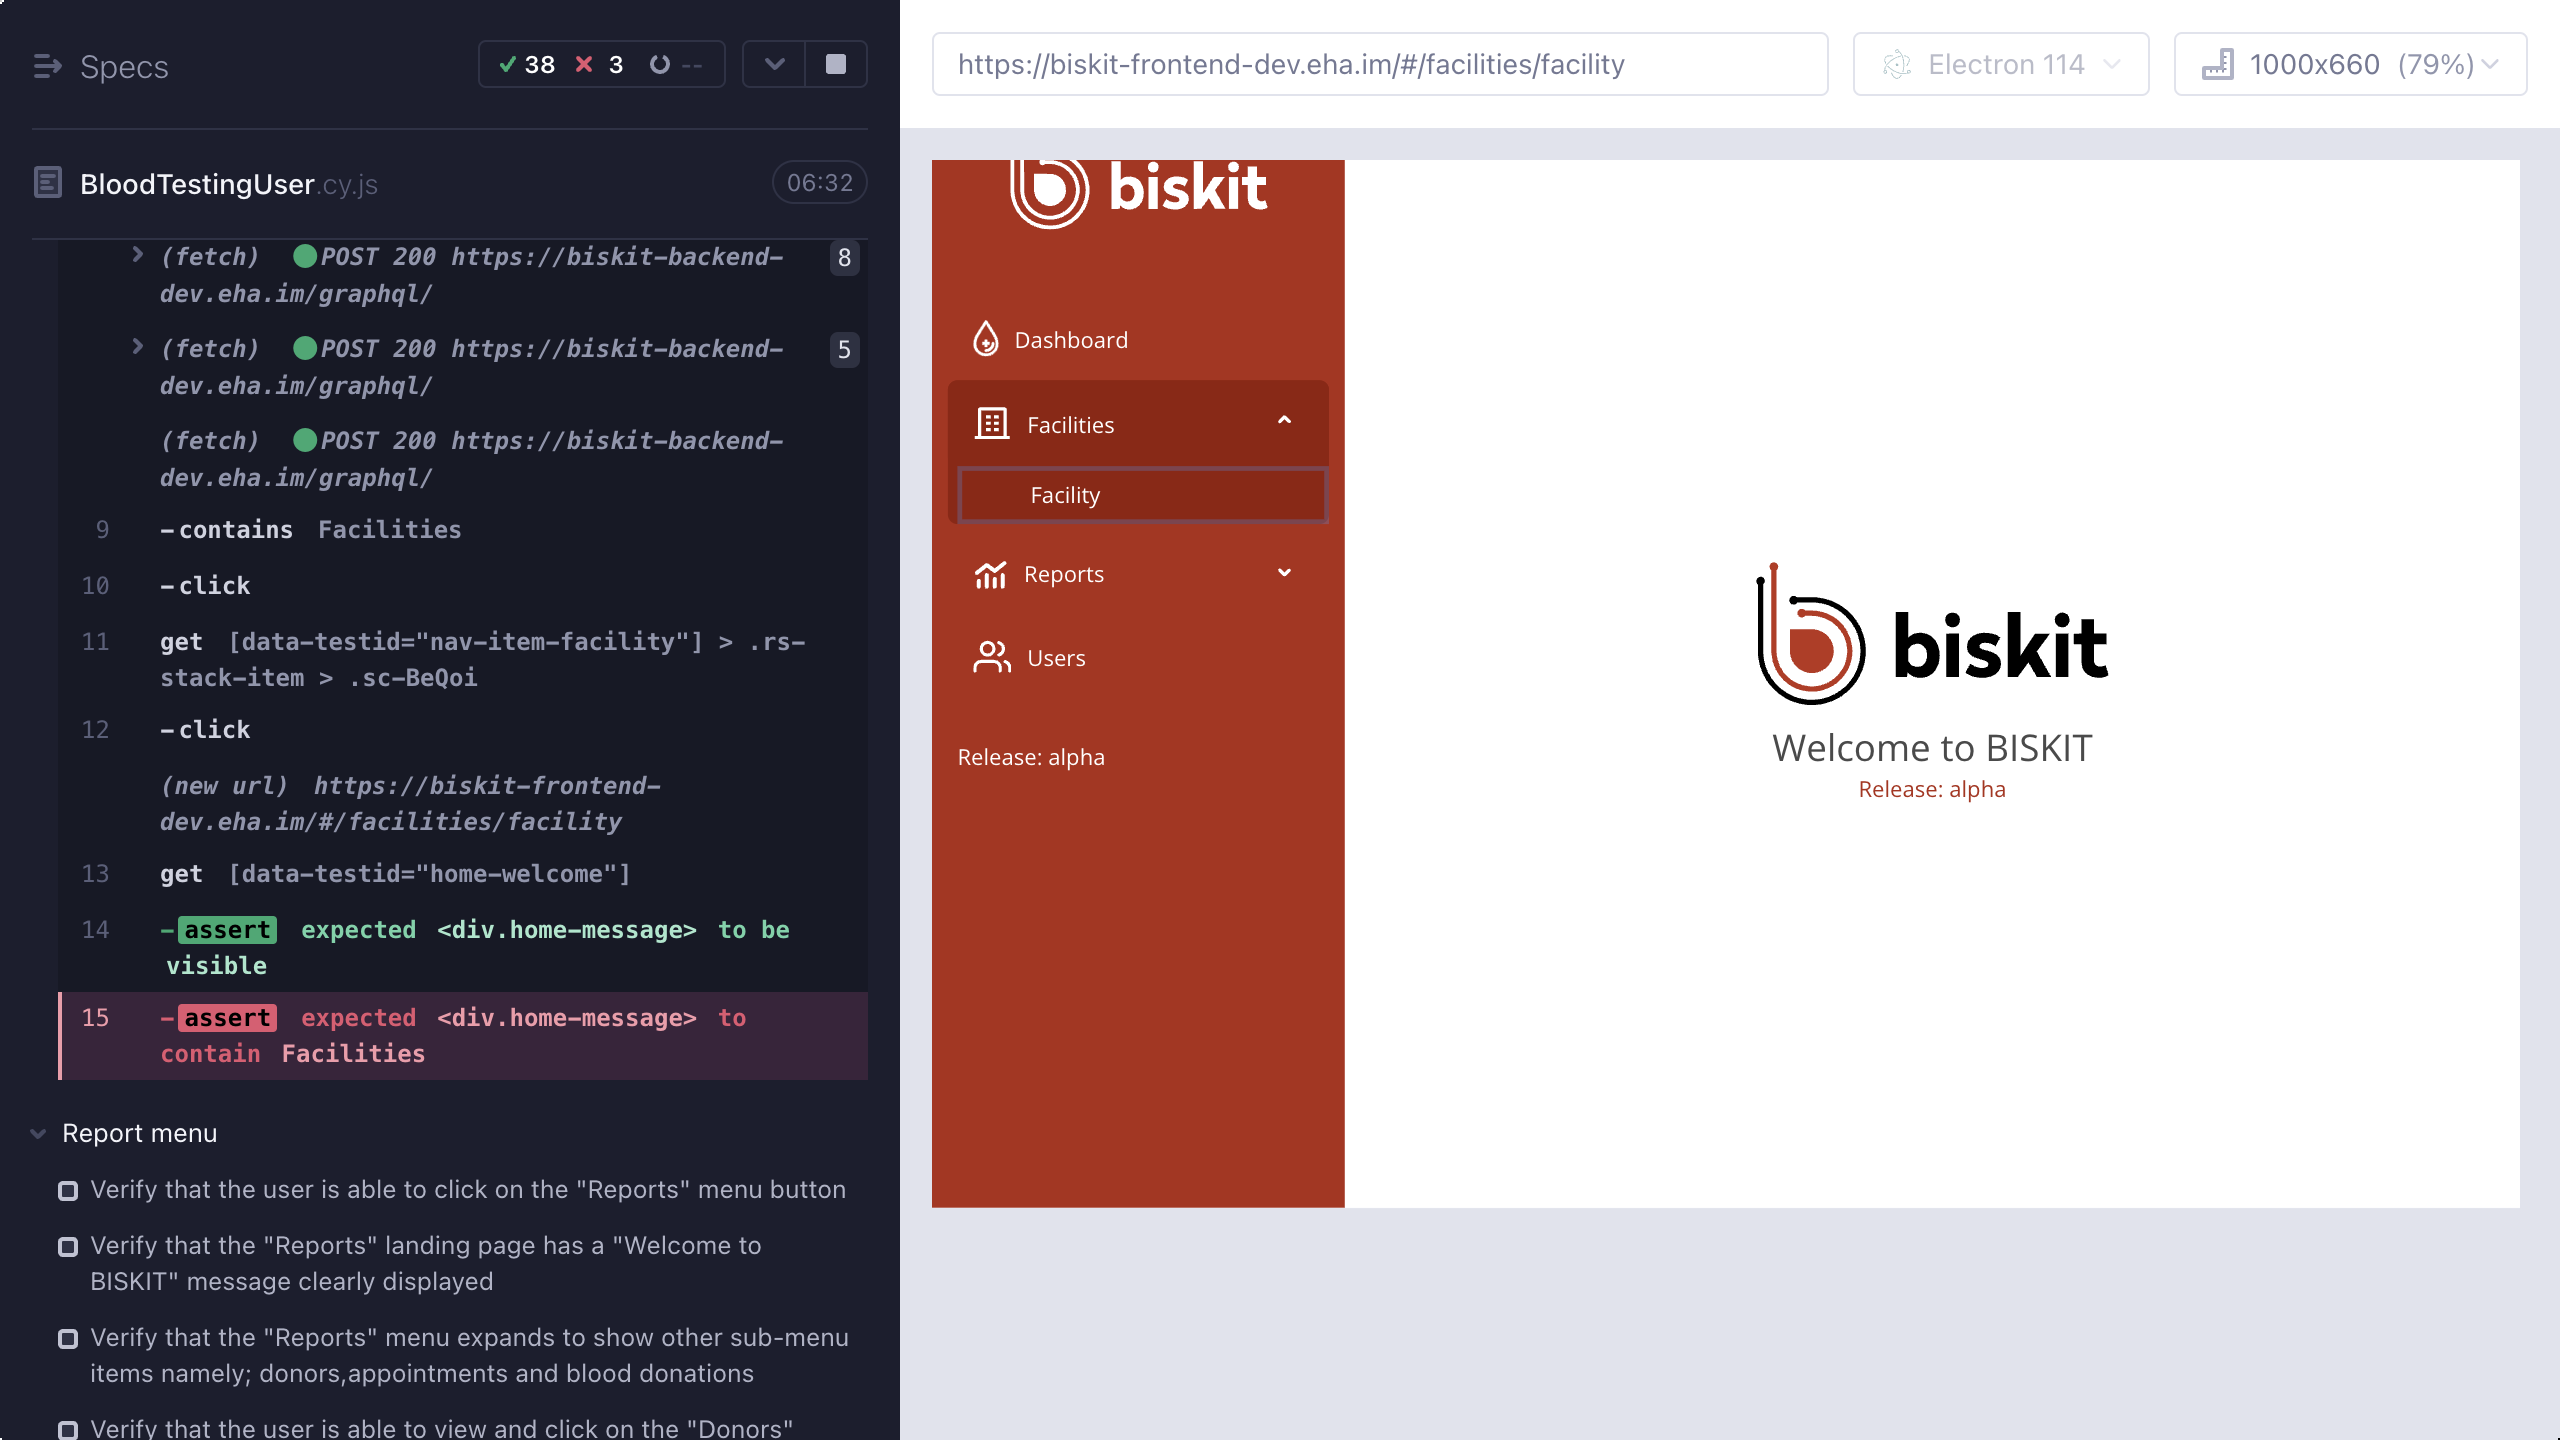 Specs
38 3 --
BloodTestingUser.cy.js
06:32
(fetch) POST 200 https://biskit-backend-
dev.eha.im/graphql/
8
(fetch) POST 200 https://biskit-backend-
dev.eha.im/graphql/
5
(fetch) POST 200 https://biskit-backend-
dev.eha.im/graphql/
9 -contains Facilities
10 -click
11 get [data-testid="nav-item-facility"] > .rs-
stack-item > .sc-BeQoi
12 -click
(new url) https://biskit-frontend-
dev.eha.im/#/facilities/facility
13 get [data-testid="home-welcome"]
14 -assert expected <div.home-message> to be
visible
15 -assert expected <div.home-message> to
contain Facilities
Report menu
Verify that the user is able to click on the "Reports" menu button
Verify that the "Reports" landing page has a "Welcome to
BISKIT" message clearly displayed
Verify that the "Reports" menu expands to show other sub-menu
items namely; donors,appointments and blood donations
Verify that the user is able to view and click on the "Donors"
https://biskit-frontend-dev.eha.im/#/facilities/facility
Electron 114
1000x660 (79%)
biskit
Dashboard
Facilities
Facility
Reports
Users
Release: alpha
biskit
Welcome to BISKIT
Release: alpha